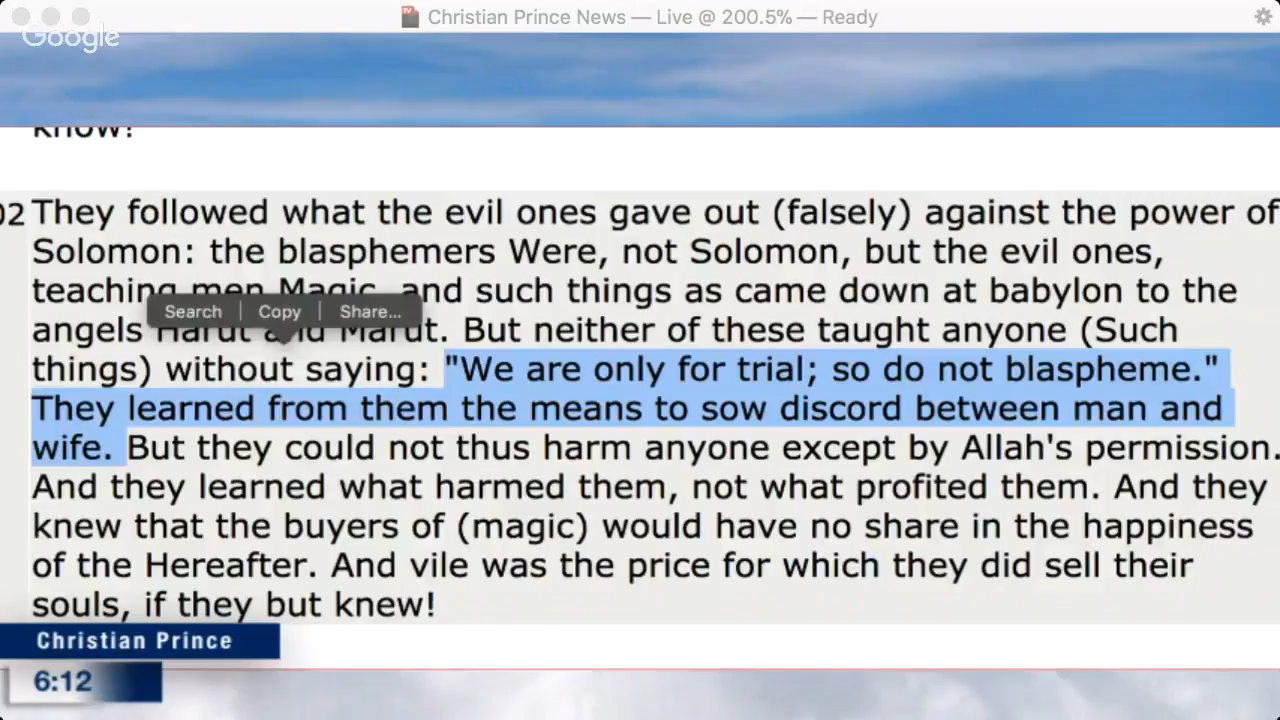 Christian Prince News — Live @ 200.5% — Ready
Google
know!
02 They followed what the evil ones gave out (falsely) against the power of
Solomon: the blasphemers Were, not Solomon, but the evil ones,
teaching men Magic, and such things as came down at babylon to the
Search Copy Share...
angels Harut and Marut. But neither of these taught anyone (Such
things) without saying: "We are only for trial; so do not blaspheme."
They learned from them the means to sow discord between man and
wife. But they could not thus harm anyone except by Allah's permission.
And they learned what harmed them, not what profited them. And they
knew that the buyers of (magic) would have no share in the happiness
of the Hereafter. And vile was the price for which they did sell their
souls, if they but knew!
Christian Prince
6:12